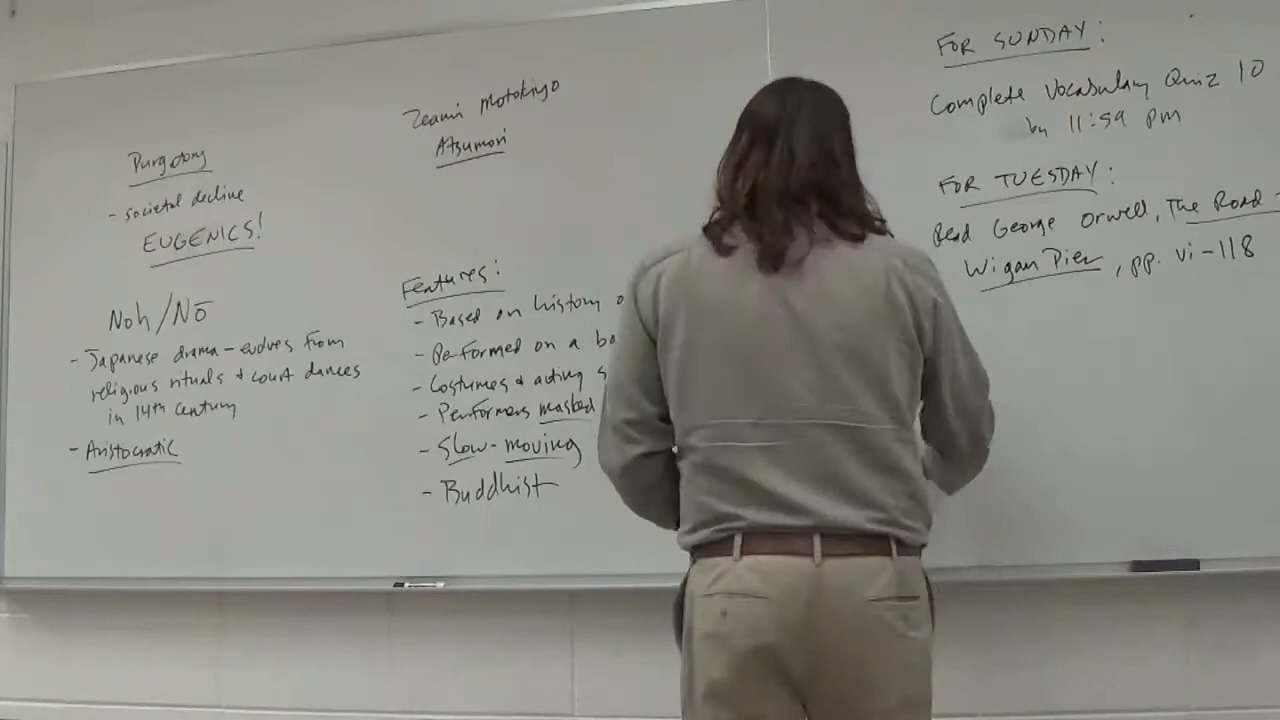 Purgatory
- societal decline
EUGENICS!
Noh/Nō
- Japanese drama - evolves from
religious rituals & court dances
in 14th century
- Aristocratic
Zeami Motokiyo
Atsumori
Features:
- Based on history
- Performed on a
- Costumes & acting
- Performers masked
- Slow-moving
- Buddhist
FOR SUNDAY:
Complete Vocabulary Quiz 10
by 11:59 pm
FOR TUESDAY:
Read George Orwell, The Road
Wigan Pier, pp. vi-118